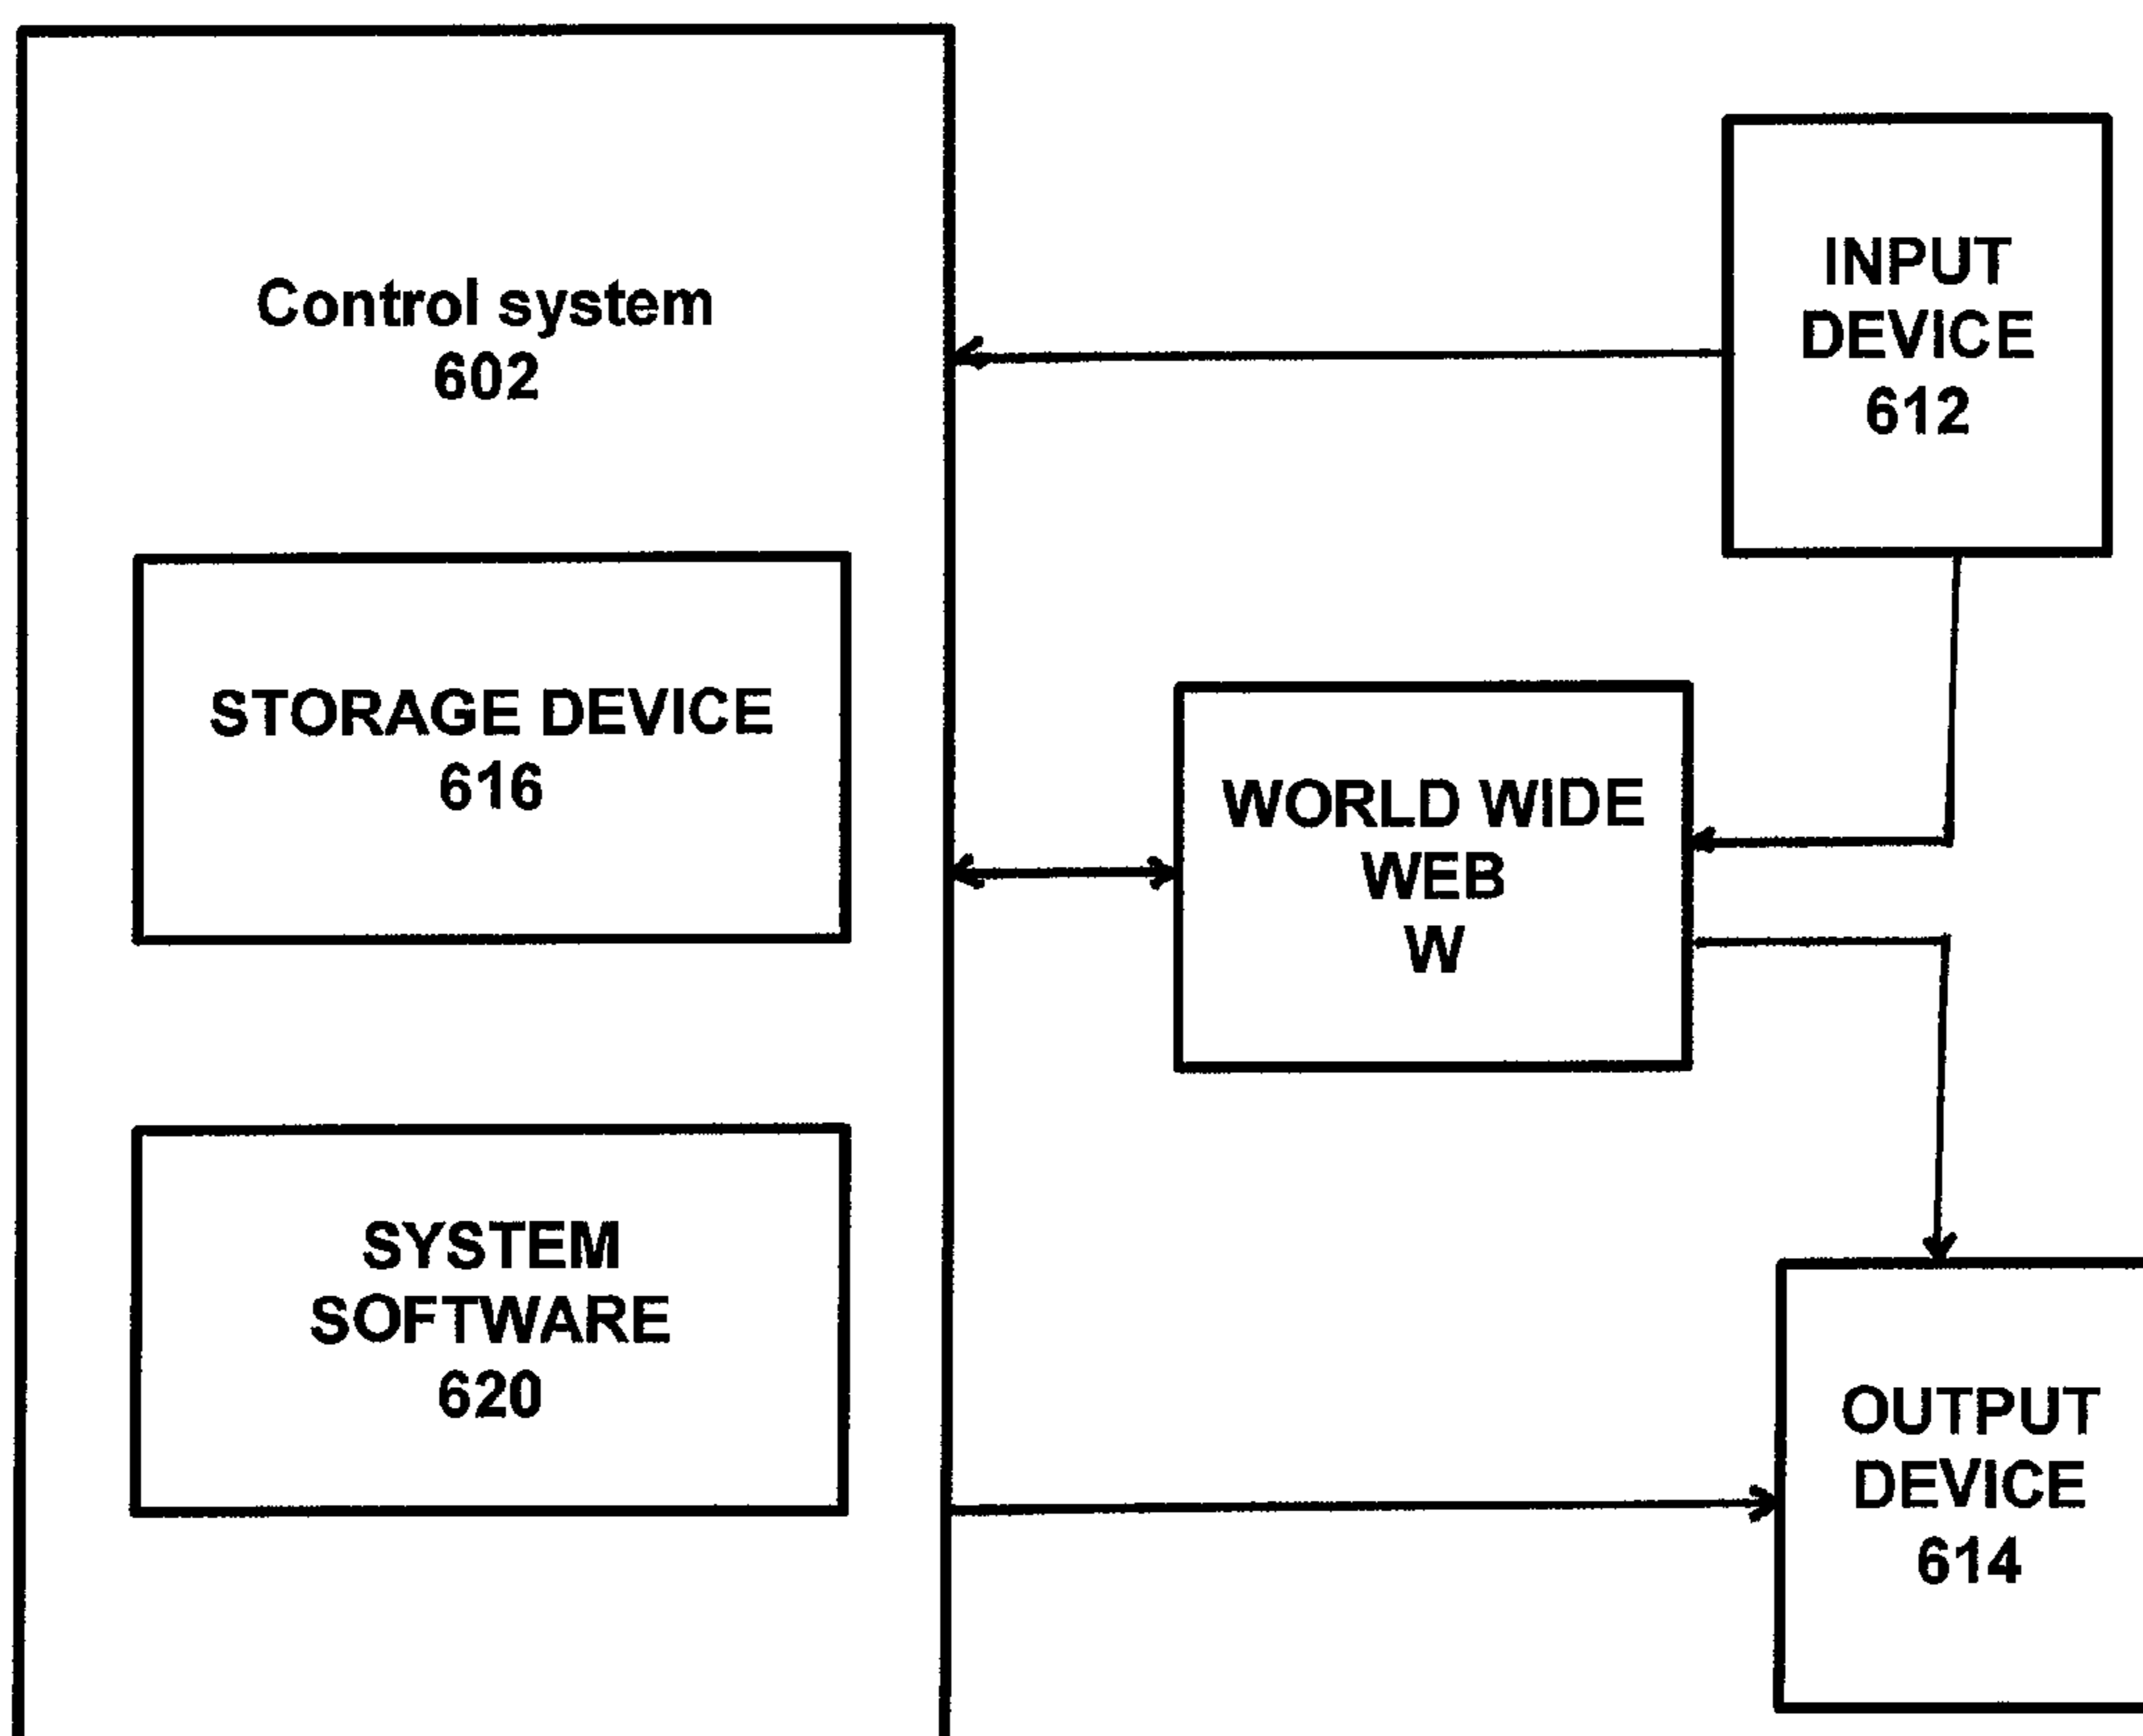 Control system
602
STORAGE DEVICE
616
SYSTEM
SOFTWARE
620
INPUT
DEVICE
612
WORLD WIDE
WEB
W
OUTPUT
DEVICE
614